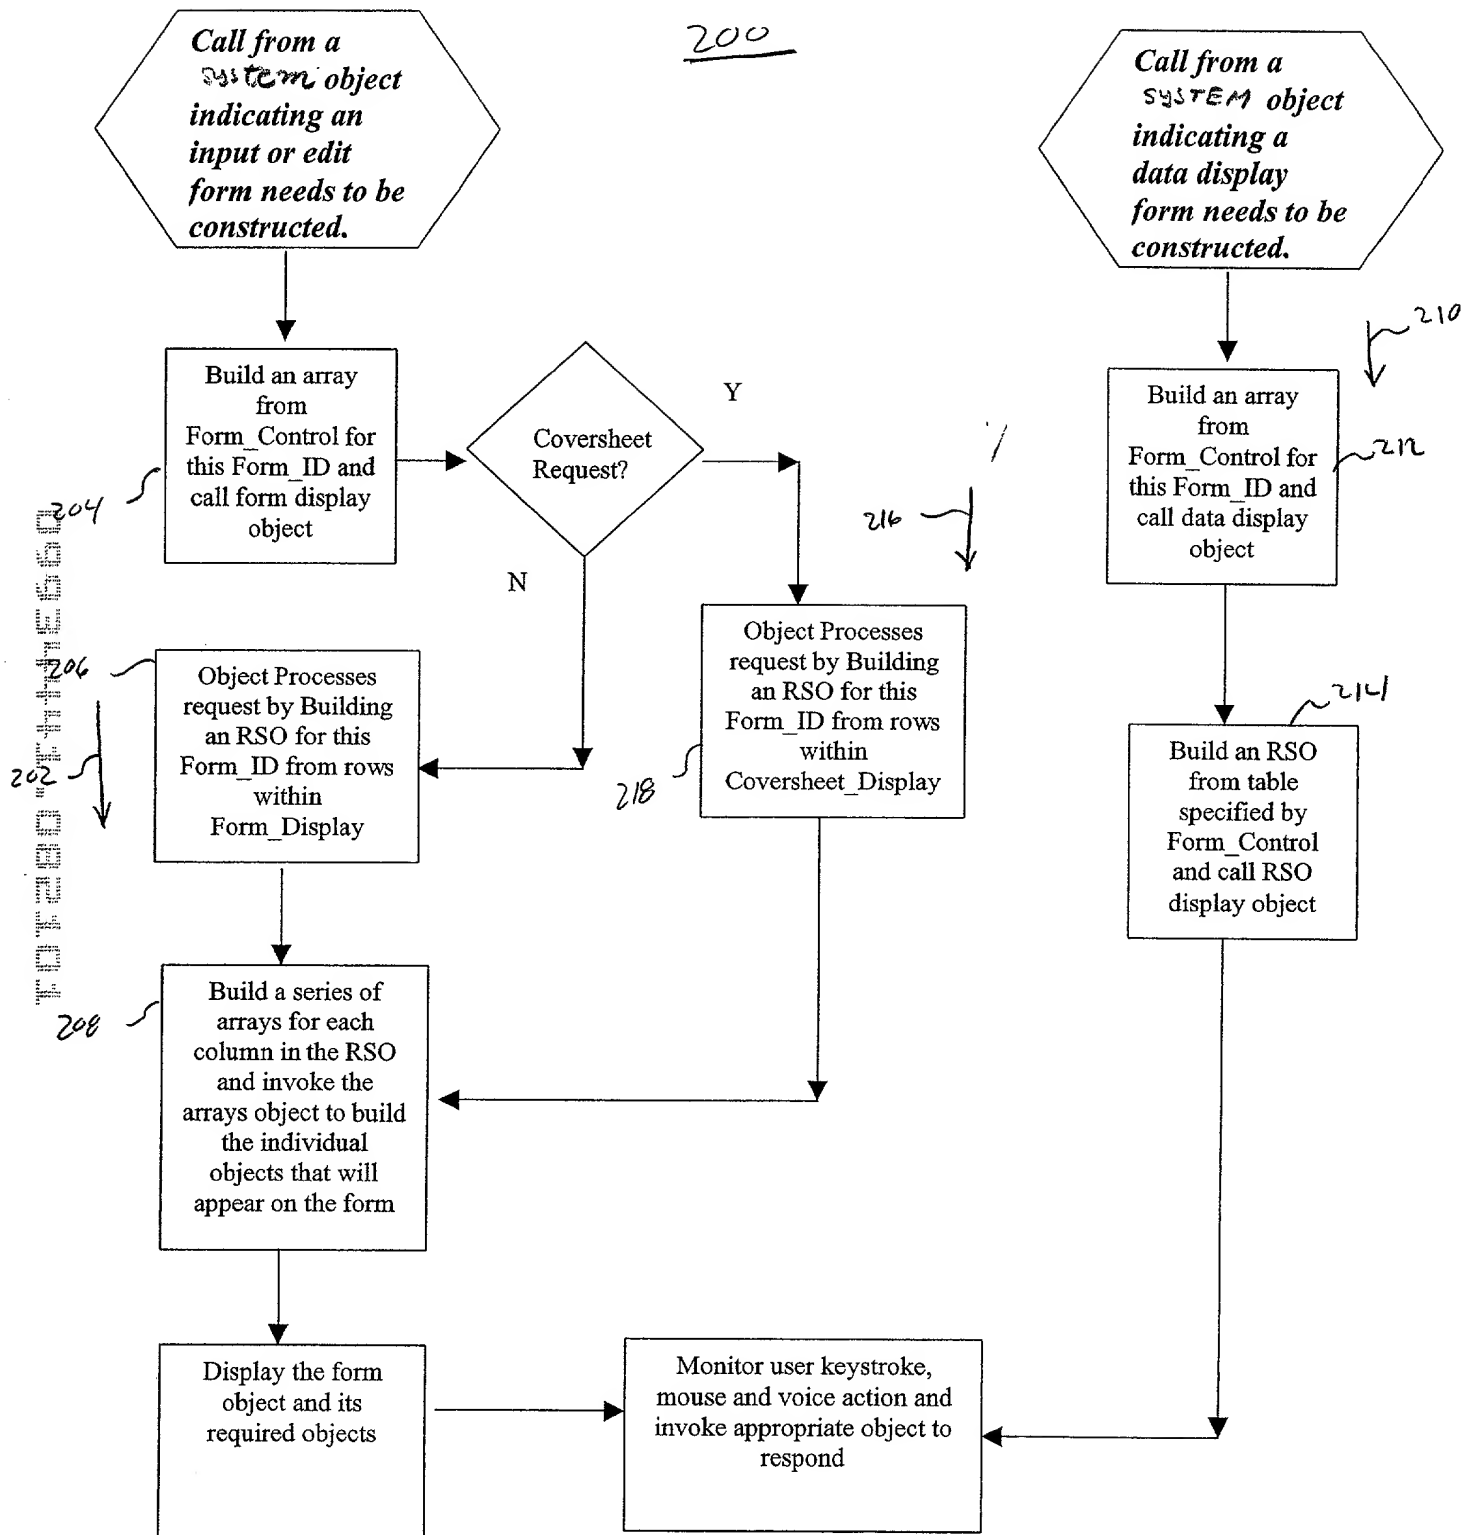 200
Call from a
system object
indicating an
input or edit
form needs to be
constructed.
Call from a
SYSTEM object
indicating a
data display
form needs to be
constructed.
210
Build an array
from
Form_Control for
this Form_ID and
call form display
object
204
Coversheet
Request?
Y
N
216
Build an array
from
Form_Control for
this Form_ID and
call data display
object
212
206
Object Processes
request by Building
an RSO for this
Form_ID from rows
within
Form_Display
202
Object Processes
request by Building
an RSO for this
Form_ID from rows
within
Coversheet_Display
218
214
Build an RSO
from table
specified by
Form_Control
and call RSO
display object
208
Build a series of
arrays for each
column in the RSO
and invoke the
arrays object to build
the individual
objects that will
appear on the form
Display the form
object and its
required objects
Monitor user keystroke,
mouse and voice action and
invoke appropriate object to
respond